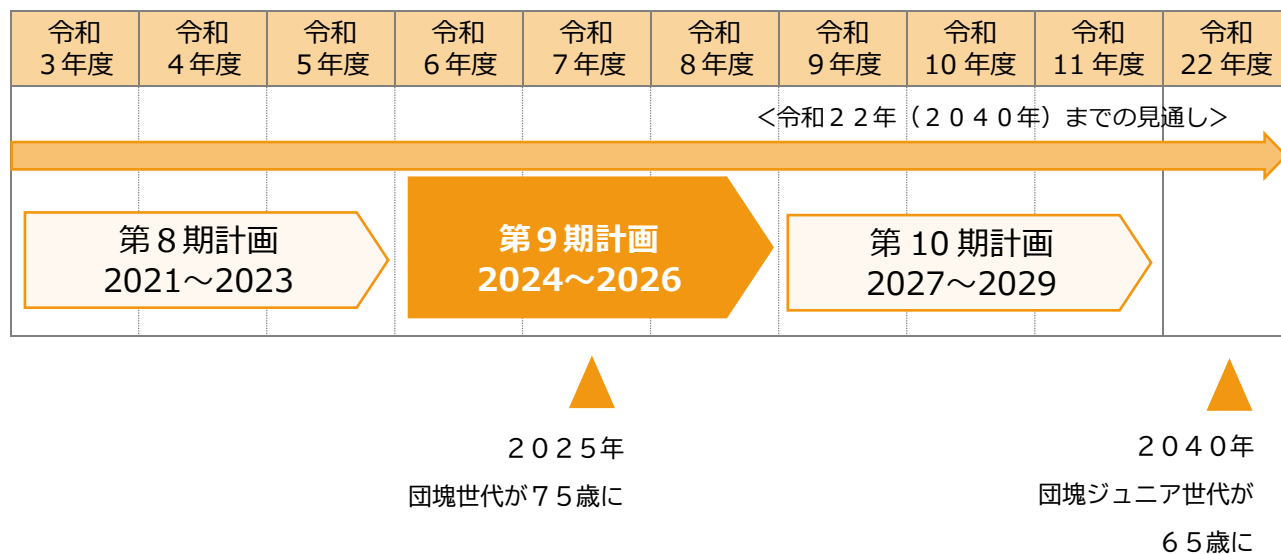 令和 令和 令和 令和 令和 令和 令和 令和 令和 令和
3年度 4年度 5年度 6年度 7年度 8年度 9年度 10年度 11年度 22年度
＜令和２２年（２０４０年）までの見通し＞
第８期計画
2021～2023
第９期計画
2024～2026
第 10 期計画
2027～2029
２０２５年
団塊世代が７５歳に
２０４０年
団塊ジュニア世代が
６５歳に